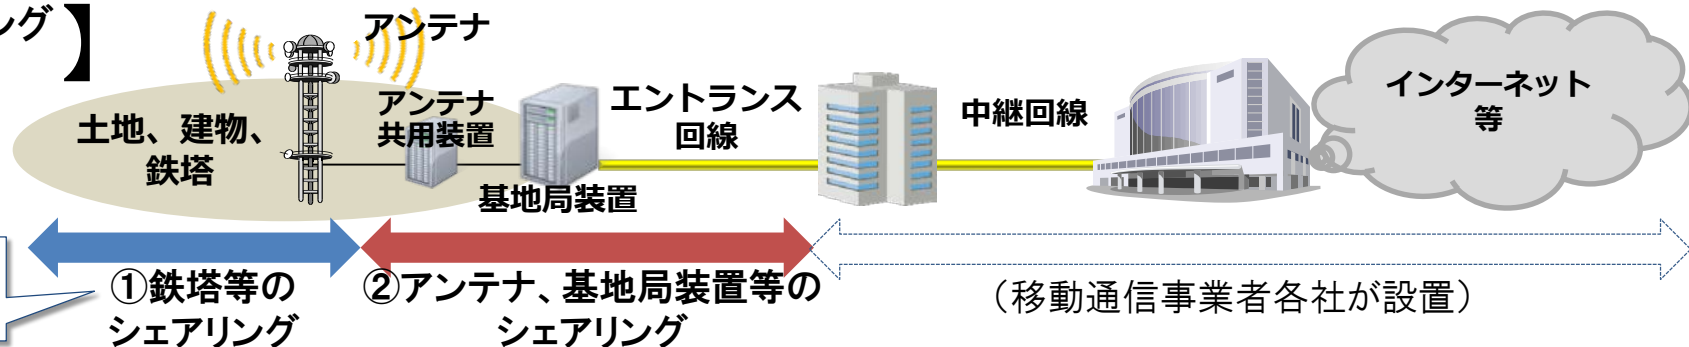 ング】
アンテナ
土地、建物、
鉄塔
アンテナ
共用装置
基地局装置
エントランス
回線
中継回線
インターネット
等
①鉄塔等の
シェアリング
②アンテナ、基地局装置等の
シェアリング
（移動通信事業者各社が設置）